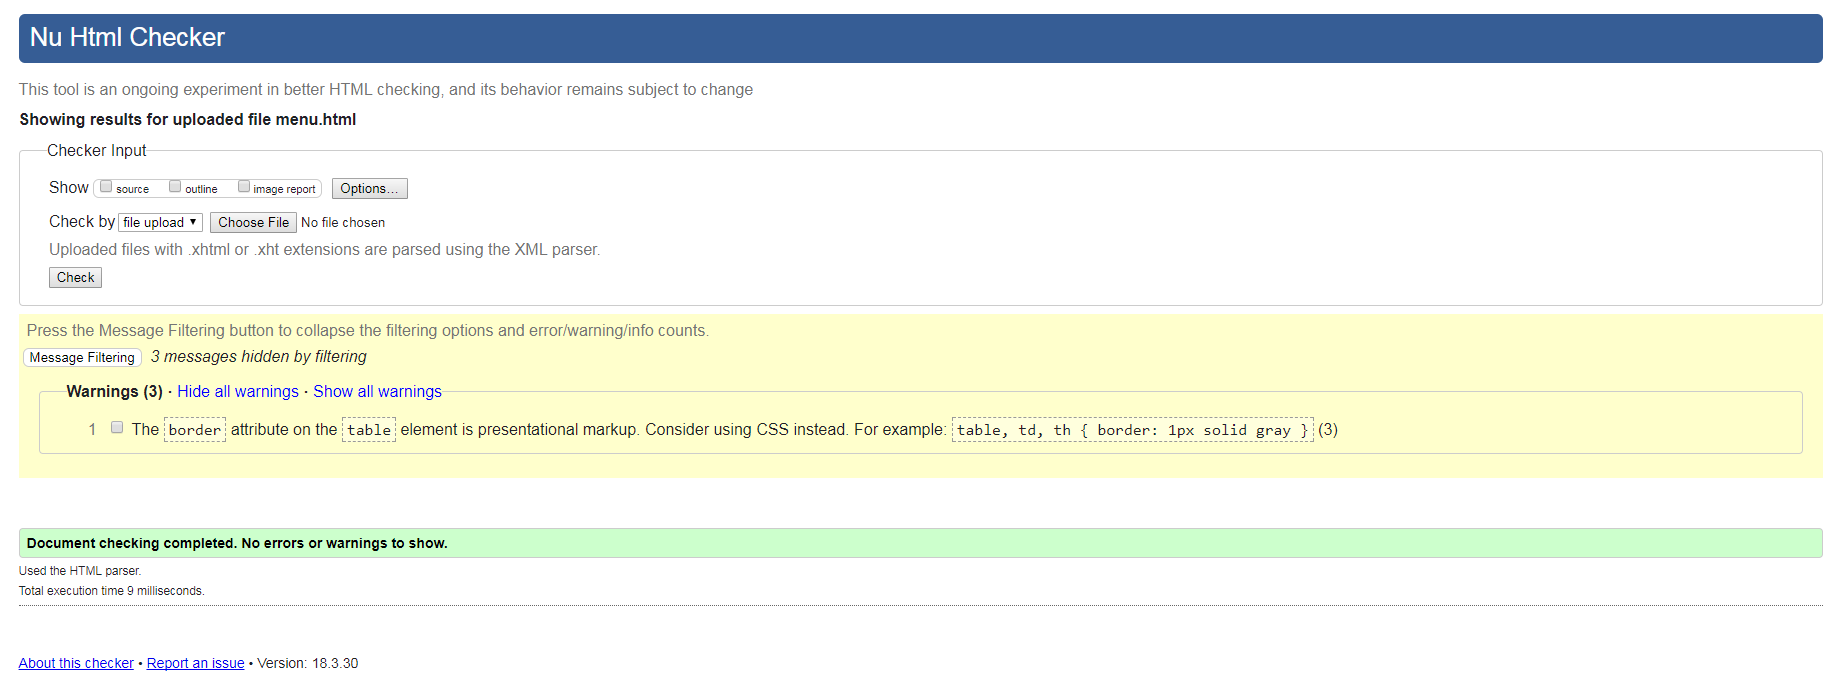 Nu Html Checker
This tool is an ongoing experiment in better HTML checking, and its behavior remains subject to change
Showing results for uploaded file menu.html
Checker Input
Show source outline image report Options...
Check by file upload Choose File No file chosen
Uploaded files with .xhtml or .xht extensions are parsed using the XML parser.
Check
Press the Message Filtering button to collapse the filtering options and error/warning/info counts.
Message Filtering 3 messages hidden by filtering
Warnings (3) · Hide all warnings · Show all warnings
1 The border attribute on the table element is presentational markup. Consider using CSS instead. For example: table, td, th { border: 1px solid gray } (3)
Document checking completed. No errors or warnings to show.
Used the HTML parser.
Total execution time 9 milliseconds.
About this checker • Report an issue • Version: 18.3.30